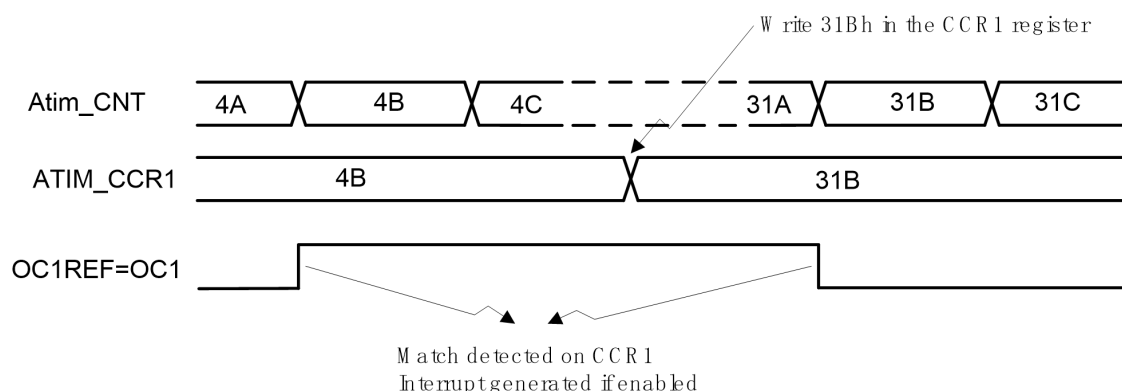 Write 31Bh in the CCR1 register
Atim_CNT 4A 4B 4C 31A 31B 31C
ATIM_CCR1 4B 31B
OC1REF=OC1
Match detected on CCR1
Interrupt generated if enabled